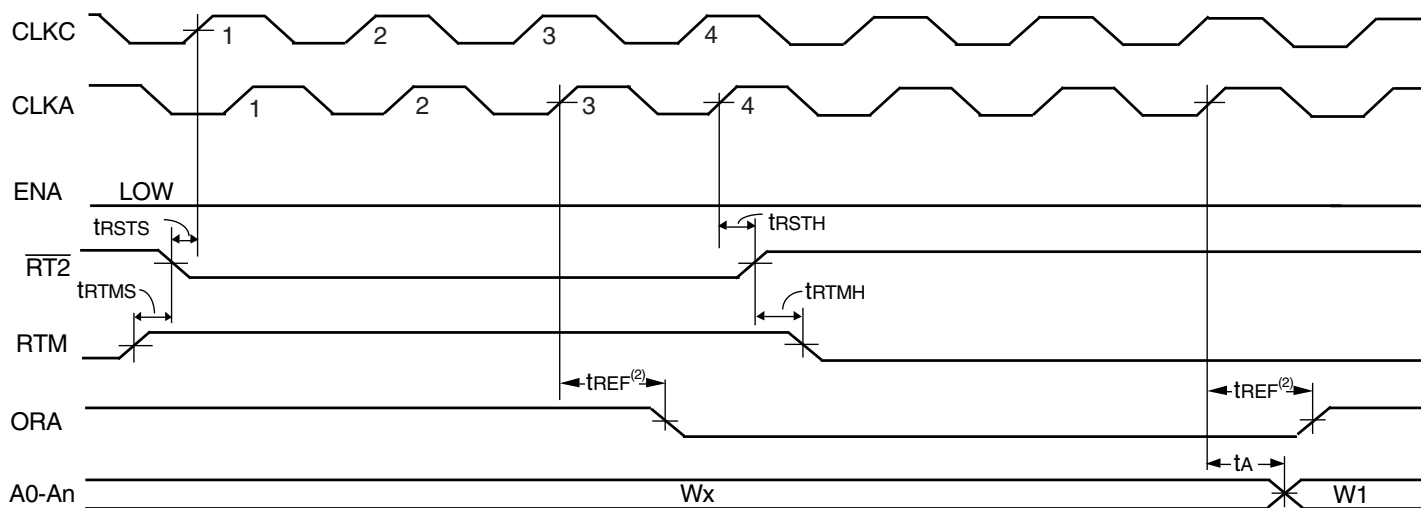 CLKC 1 2 3 4
CLKA 1 2 3 4
ENA LOW
tRSTS tRSTH
RT2
tRTMS tRTMH
RTM
tREF(2) tREF(2)
ORA
tA
A0-An Wx W1